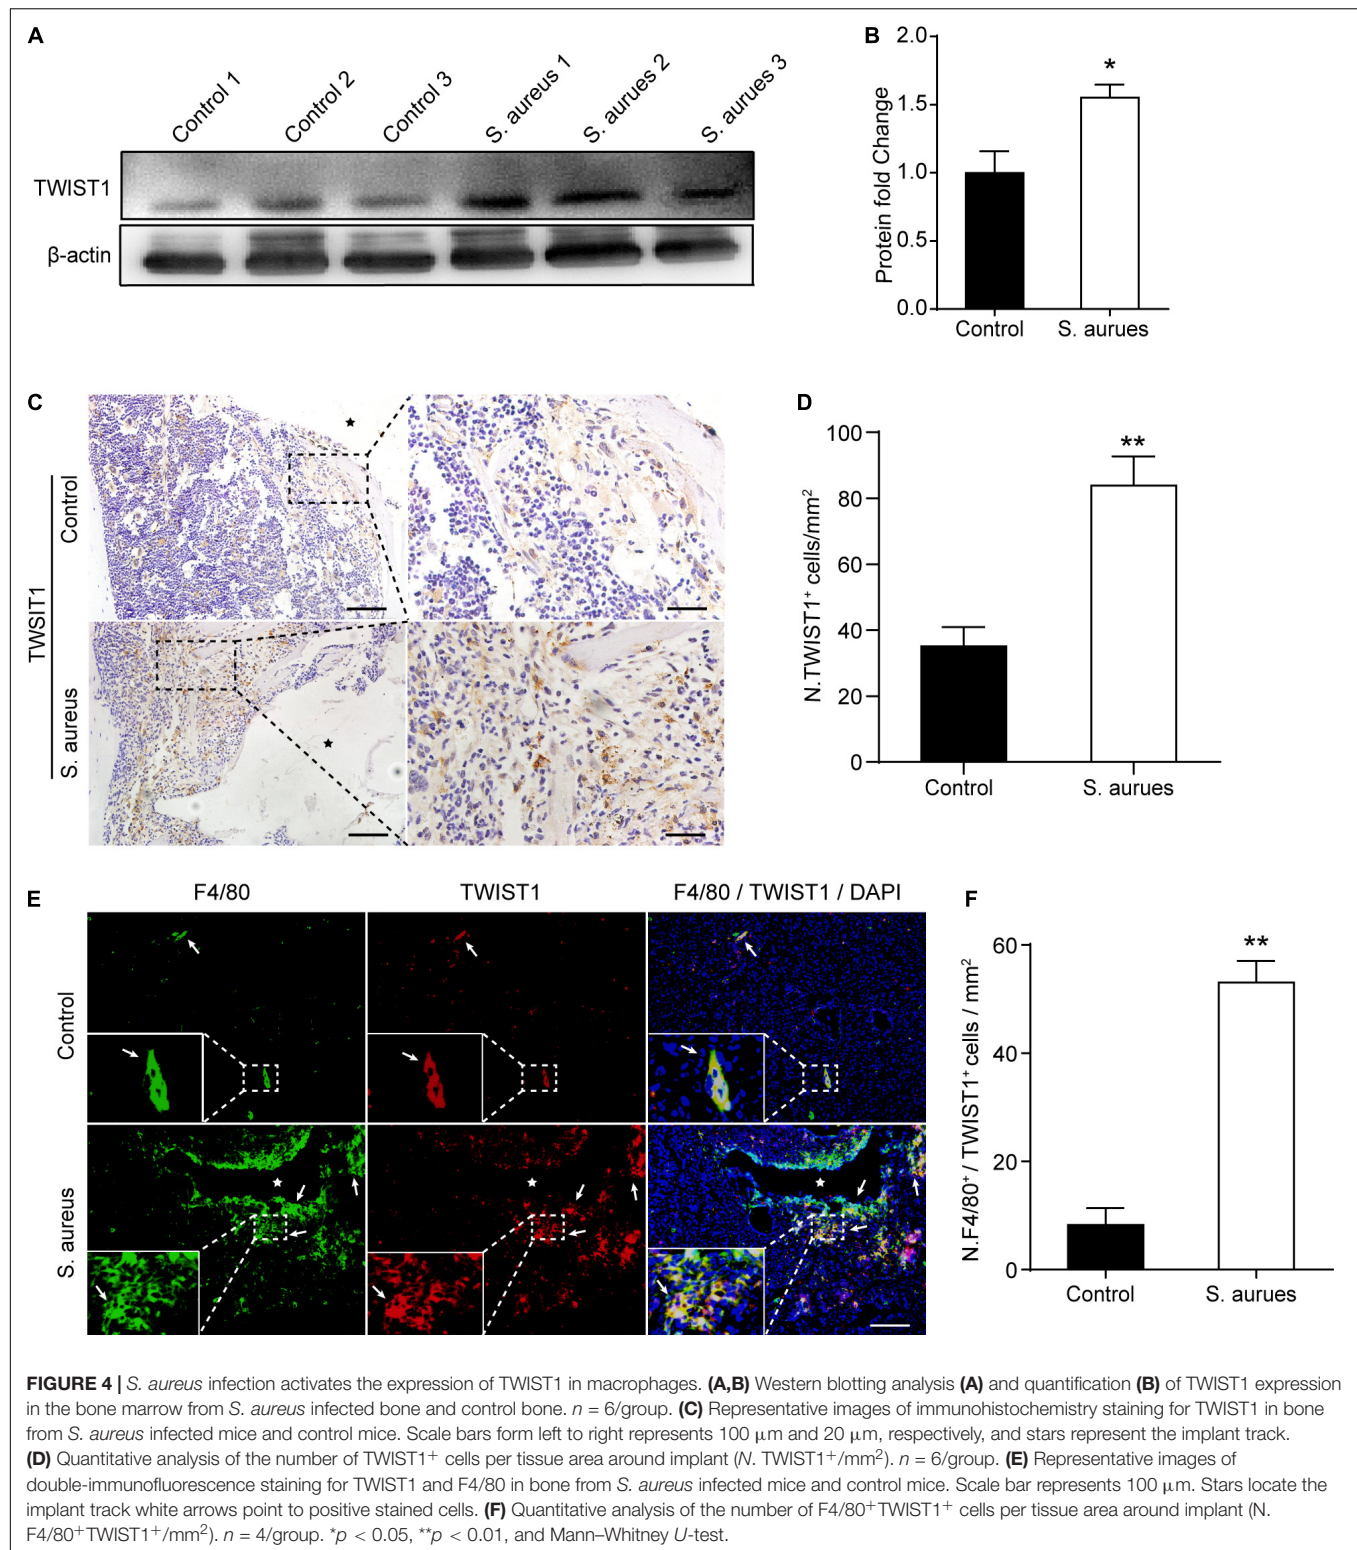 A
Control 1
Control 2
Control 3
S. aureus 1
S. aurues 2
S. aurues 3
TWIST1
β-actin
B
Protein fold Change
2.0
1.5
1.0
0.5
0.0
*
Control
S. aurues
C
TWSIT1
Control
S. aureus
D
N.TWIST1⁺ cells/mm²
100
80
60
40
20
0
**
Control
S. aurues
E
F4/80
TWIST1
F4/80 / TWIST1 / DAPI
Control
S. aureus
F
N.F4/80⁺ / TWIST1⁺ cells / mm²
60
40
20
0
**
Control
S. aurues
FIGURE 4 | S. aureus infection activates the expression of TWIST1 in macrophages. (A,B) Western blotting analysis (A) and quantification (B) of TWIST1 expression
in the bone marrow from S. aureus infected bone and control bone. n = 6/group. (C) Representative images of immunohistochemistry staining for TWIST1 in bone
from S. aureus infected mice and control mice. Scale bars form left to right represents 100 μm and 20 μm, respectively, and stars represent the implant track.
(D) Quantitative analysis of the number of TWIST1⁺ cells per tissue area around implant (N. TWIST1⁺/mm²). n = 6/group. (E) Representative images of
double-immunofluorescence staining for TWIST1 and F4/80 in bone from S. aureus infected mice and control mice. Scale bar represents 100 μm. Stars locate the
implant track white arrows point to positive stained cells. (F) Quantitative analysis of the number of F4/80⁺TWIST1⁺ cells per tissue area around implant (N.
F4/80⁺TWIST1⁺/mm²). n = 4/group. *p < 0.05, **p < 0.01, and Mann–Whitney U-test.